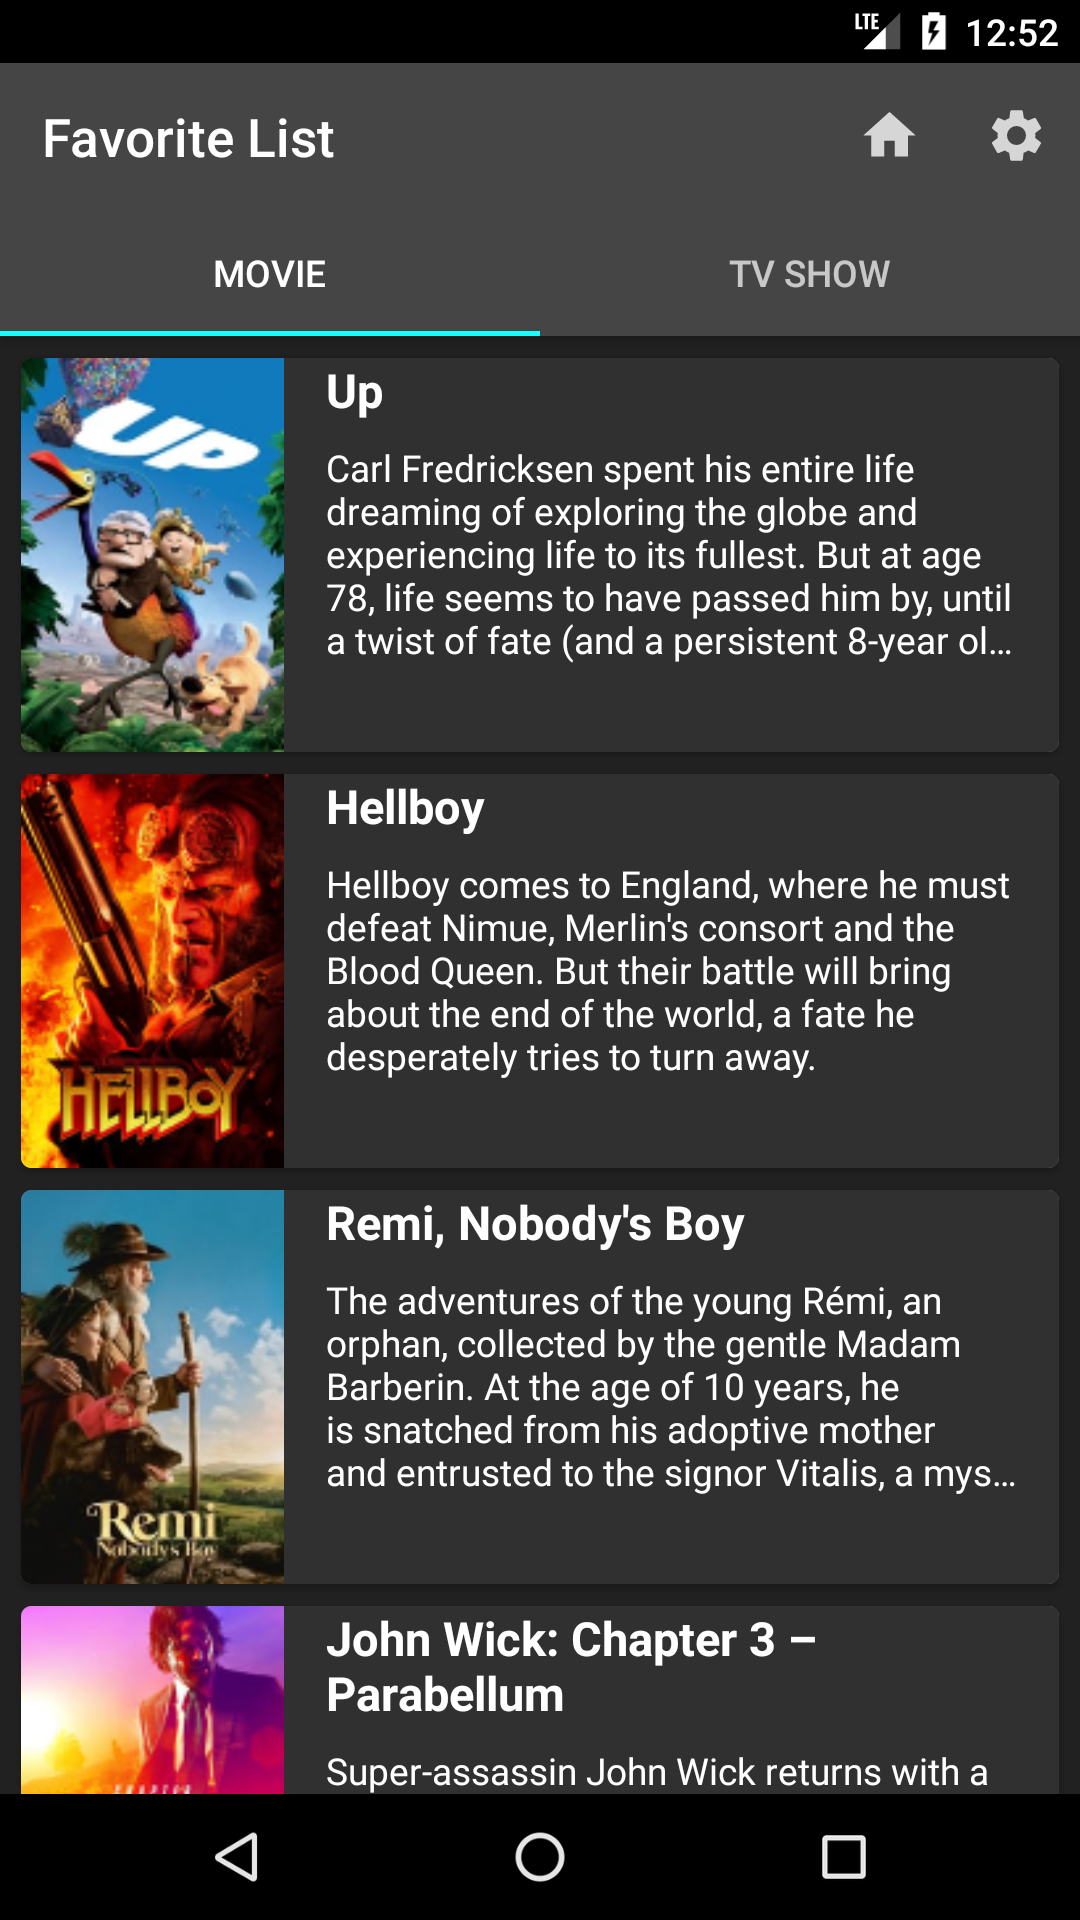 LTE 12:52
Favorite List
MOVIE TV SHOW
UP
Up
Carl Fredricksen spent his entire life
dreaming of exploring the globe and
experiencing life to its fullest. But at age
78, life seems to have passed him by, until
a twist of fate (and a persistent 8-year ol…
HELLBOY
Hellboy
Hellboy comes to England, where he must
defeat Nimue, Merlin's consort and the
Blood Queen. But their battle will bring
about the end of the world, a fate he
desperately tries to turn away.
Remi
Nobody's Boy
Remi, Nobody's Boy
The adventures of the young Rémi, an
orphan, collected by the gentle Madam
Barberin. At the age of 10 years, he
is snatched from his adoptive mother
and entrusted to the signor Vitalis, a mys…
CHAPTER
John Wick: Chapter 3 –
Parabellum
Super-assassin John Wick returns with a